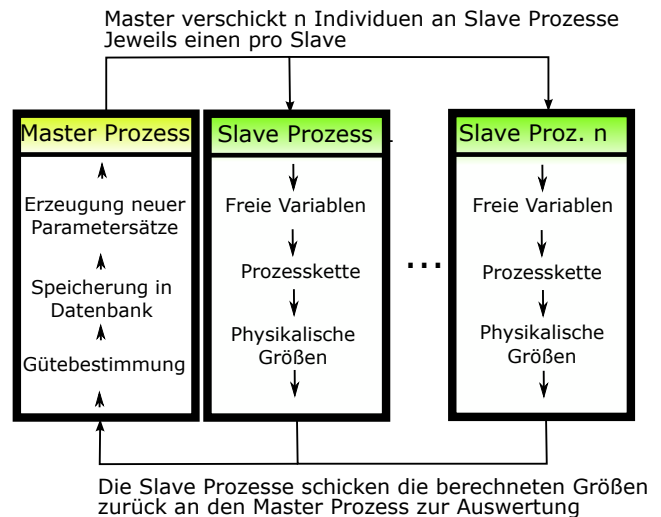 Master verschickt n Individuen an Slave Prozesse
Jeweils einen pro Slave
Master Prozess
Erzeugung neuer
Parametersätze
Speicherung in
Datenbank
Gütebestimmung
Slave Prozess
Freie Variablen
Prozesskette
Physikalische
Größen
...
Slave Proz. n
Freie Variablen
Prozesskette
Physikalische
Größen
Die Slave Prozesse schicken die berechneten Größen
zurück an den Master Prozess zur Auswertung